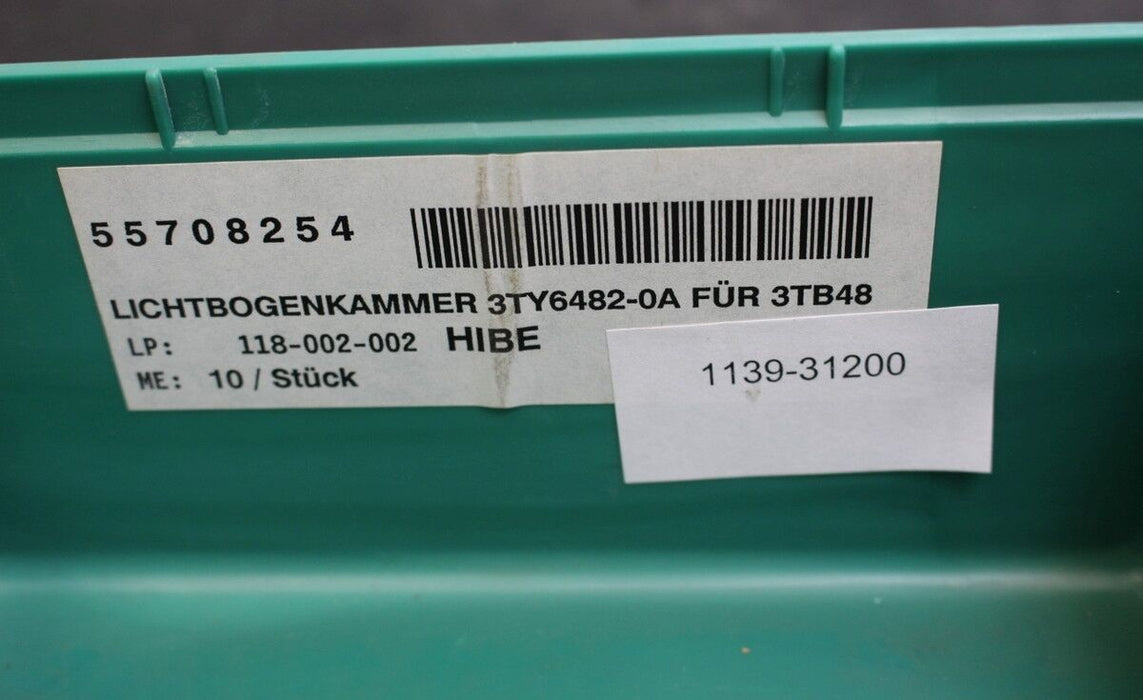 55708254
LICHTBOGENKAMMER 3TY6482-0A FÜR 3TB48
LP: 118-002-002 HIBE
ME: 10 / Stück
1139-31200